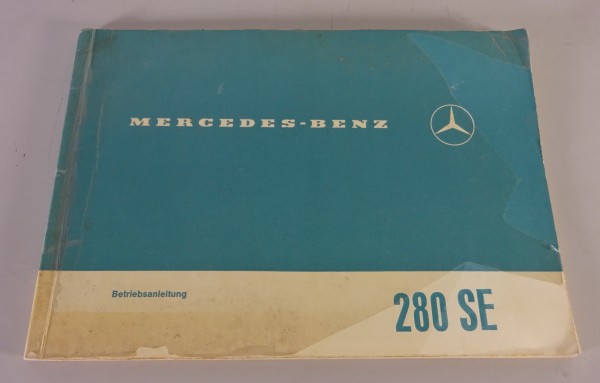 MERCEDES-BENZ
Betriebsanleitung
280 SE